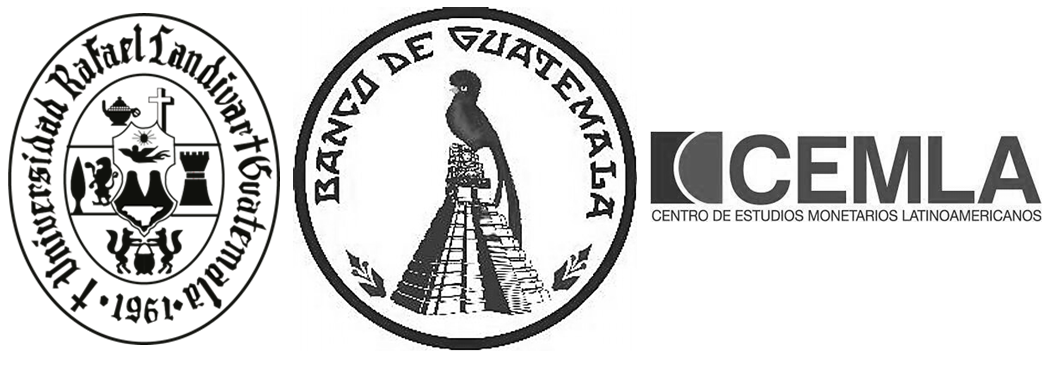 † Universidad Rafael Landívar † Guatemala
· 1961 ·
BANCO DE GUATEMALA
CEMLA
CENTRO DE ESTUDIOS MONETARIOS LATINOAMERICANOS